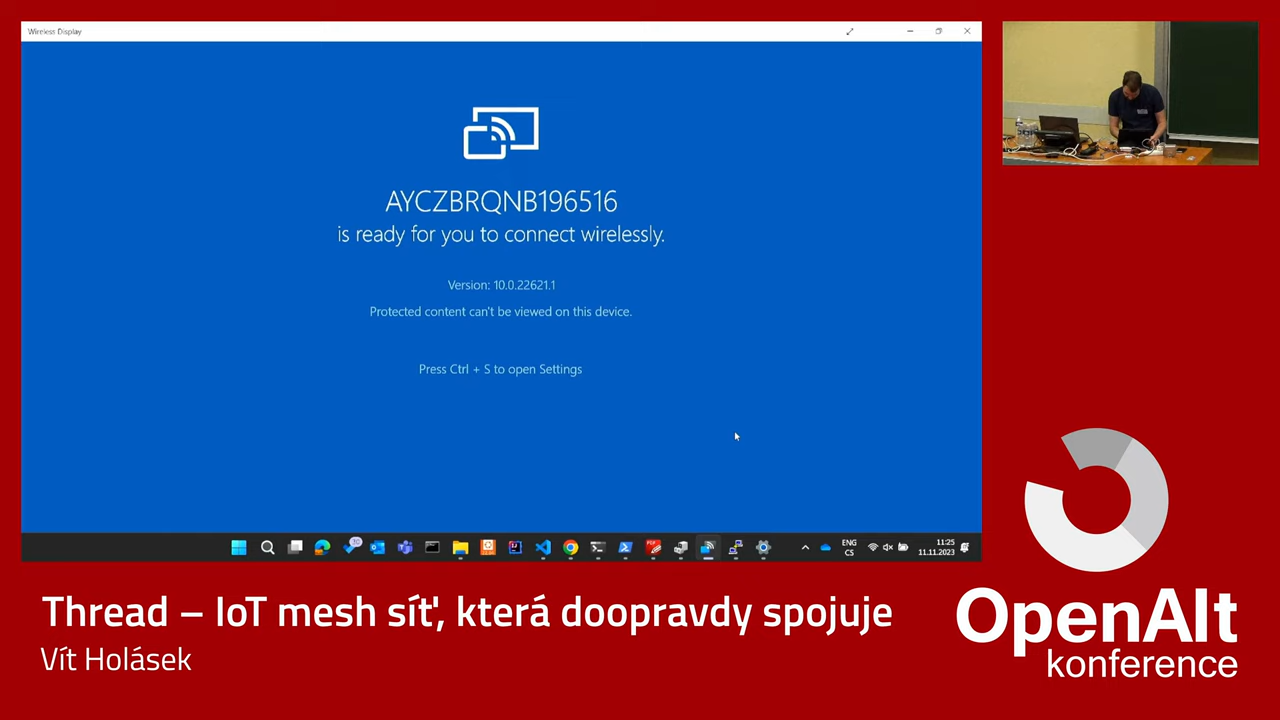 Wireless Display
AYCZBRQNB196516
is ready for you to connect wirelessly.
Version: 10.0.22621.1
Protected content can't be viewed on this device.
Press Ctrl + S to open Settings
30
PDF
ENG
CS
11:25
11.11.2023
Thread – IoT mesh síť, která doopravdy spojuje
Vít Holásek
OpenAlt
konference